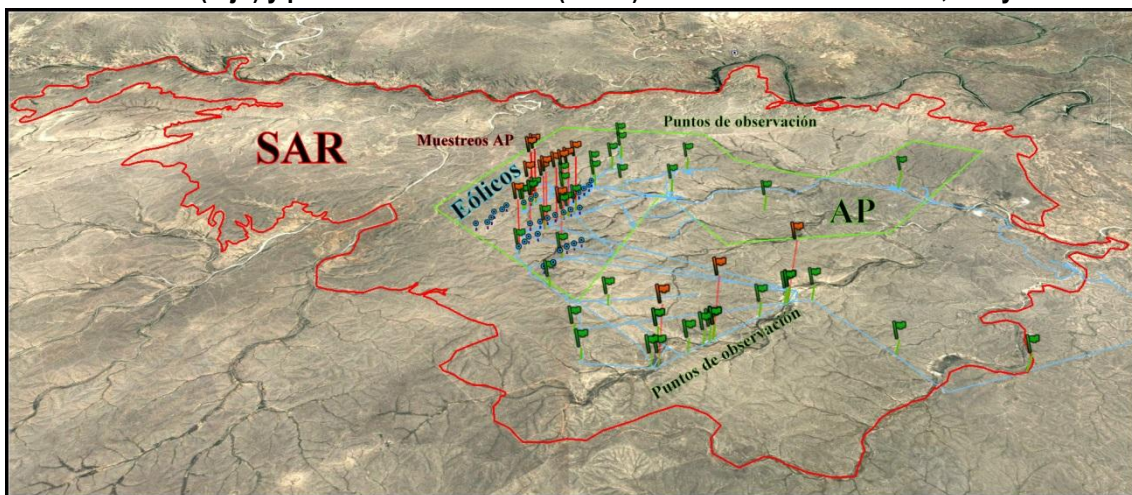 SAR
Muestreos AP
Puntos de observación
Eólicos
AP
Puntos de observación